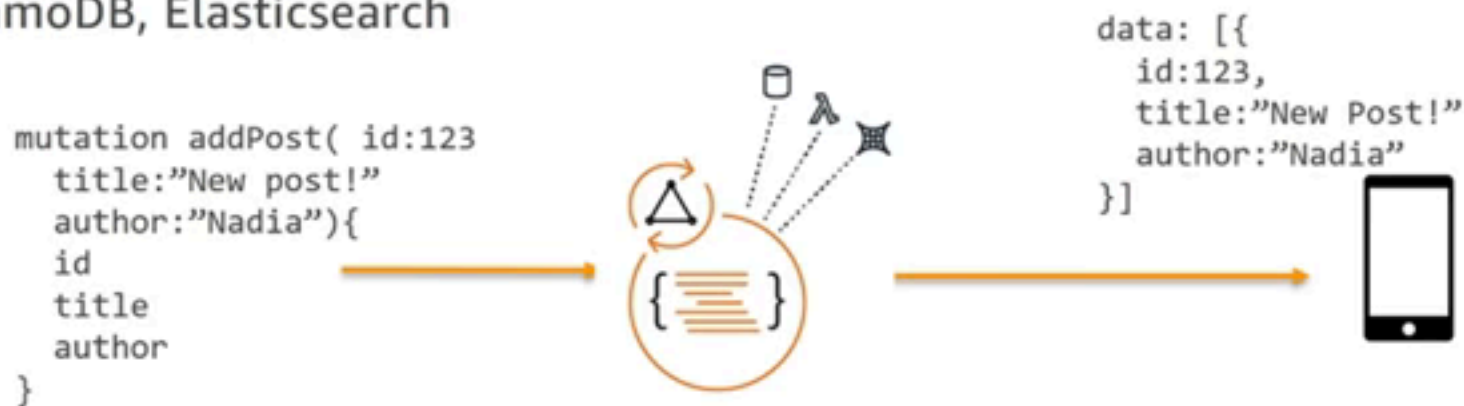 moDB, Elasticsearch
mutation addPost( id:123
title:”New post!”
author:”Nadia”){
id
title
author
}
{ }
data: [{
id:123,
title:”New Post!”
author:”Nadia”
}]